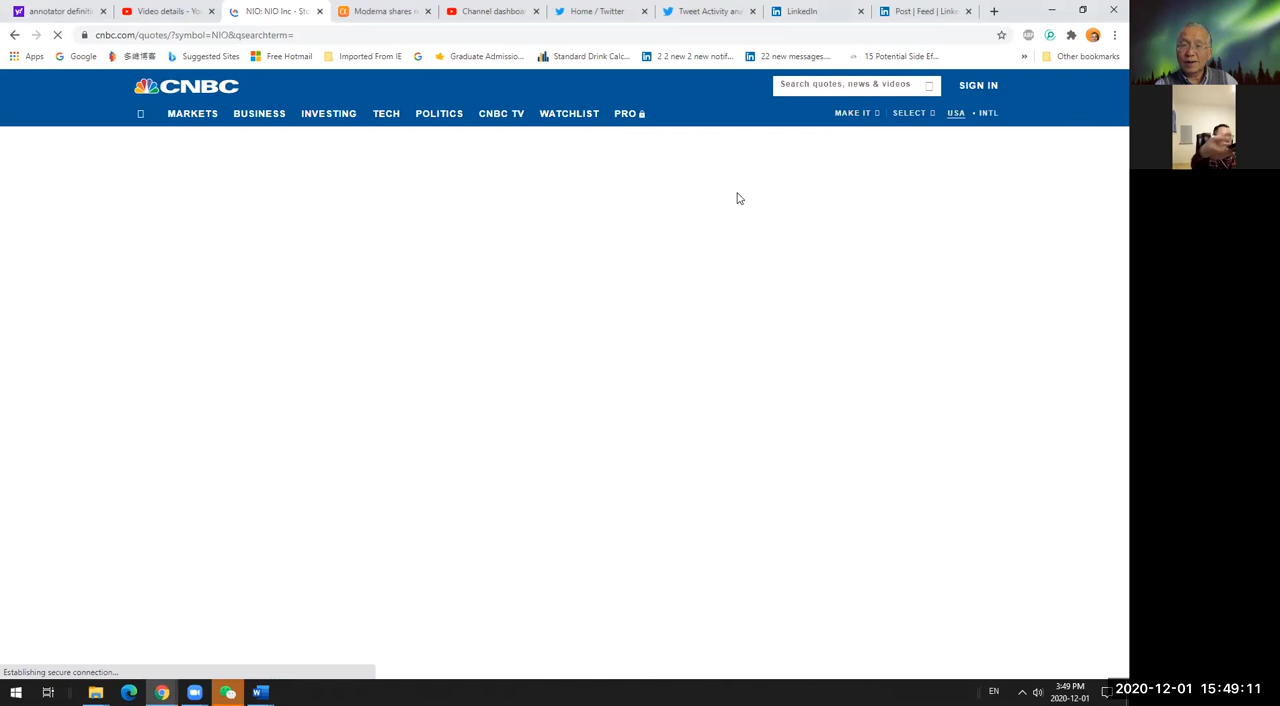 annotator definiti
Video details - Yo
NIO: NIO Inc - Sto
Moderna shares r
Channel dashboa
Home / Twitter
Tweet Activity an
LinkedIn
Post | Feed | Linke
cnbc.com/quotes/?symbol=NIO&qsearchterm=
Apps
Google
多維博客
Suggested Sites
Free Hotmail
Imported From IE
Graduate Admissio...
Standard Drink Calc...
2 2 new 2 new notif...
22 new messages....
15 Potential Side Ef...
»
Other bookmarks
CNBC
Search quotes, news & videos
SIGN IN
MARKETS
BUSINESS
INVESTING
TECH
POLITICS
CNBC TV
WATCHLIST
PRO
MAKE IT
SELECT
USA
• INTL
Establishing secure connection...
EN
3:49 PM
2020-12-01
2020-12-01 15:49:11